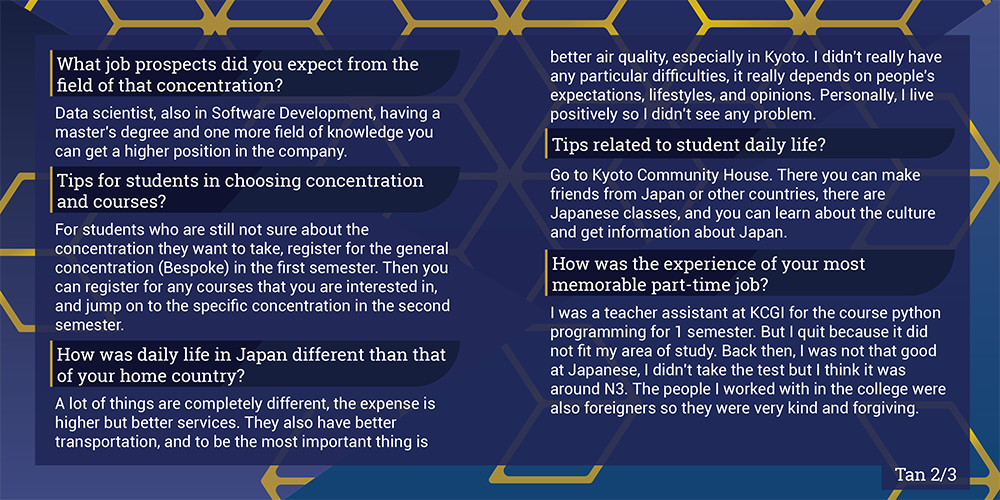 What job prospects did you expect from the
field of that concentration?
Data scientist, also in Software Development, having a
master's degree and one more field of knowledge you
can get a higher position in the company.
Tips for students in choosing concentration
and courses?
For students who are still not sure about the
concentration they want to take, register for the general
concentration (Bespoke) in the first semester. Then you
can register for any courses that you are interested in,
and jump on to the specific concentration in the second
semester.
How was daily life in Japan different than that
of your home country?
A lot of things are completely different, the expense is
higher but better services. They also have better
transportation, and to be the most important thing is
better air quality, especially in Kyoto. I didn't really have
any particular difficulties, it really depends on people's
expectations, lifestyles, and opinions. Personally, I live
positively so I didn't see any problem.
Tips related to student daily life?
Go to Kyoto Community House. There you can make
friends from Japan or other countries, there are
Japanese classes, and you can learn about the culture
and get information about Japan.
How was the experience of your most
memorable part-time job?
I was a teacher assistant at KCGI for the course python
programming for 1 semester. But I quit because it did
not fit my area of study. Back then, I was not that good
at Japanese, I didn't take the test but I think it was
around N3. The people I worked with in the college were
also foreigners so they were very kind and forgiving.
Tan 2/3